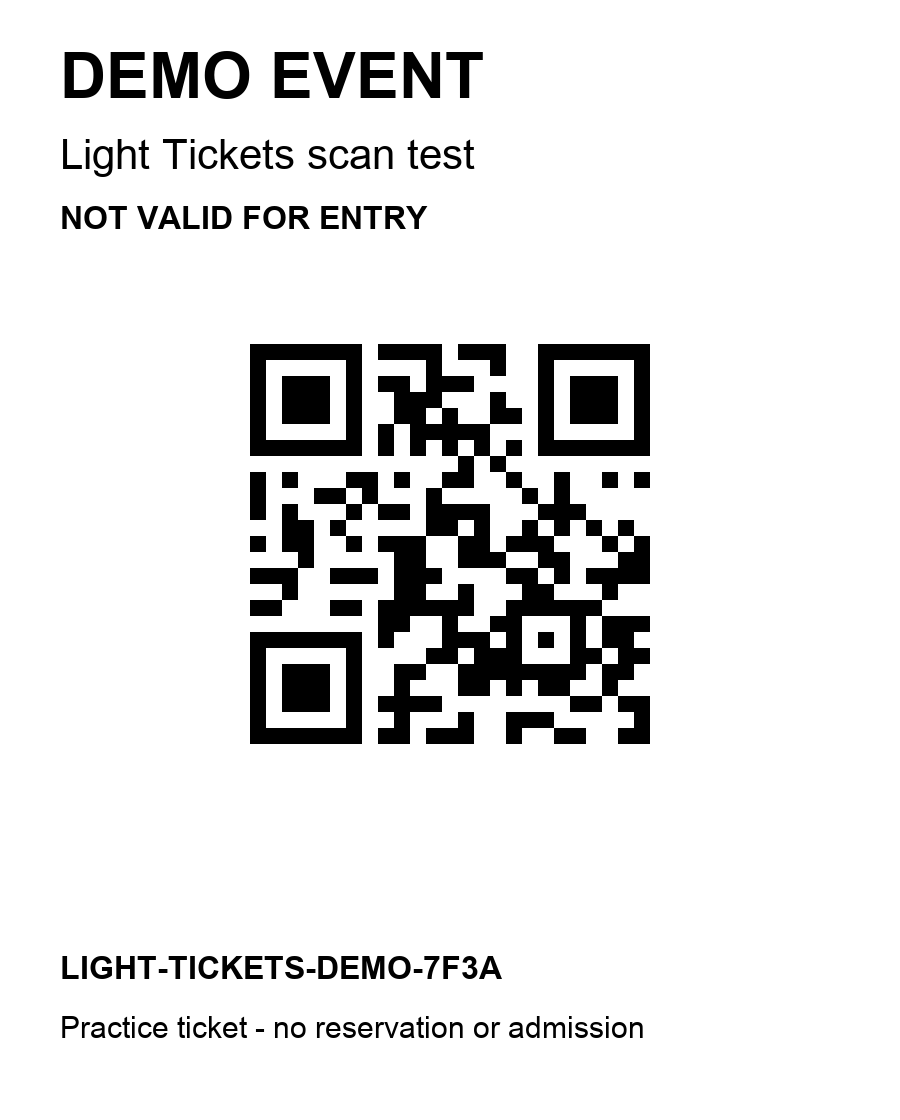 DEMO EVENT
Light Tickets scan test
NOT VALID FOR ENTRY
LIGHT-TICKETS-DEMO-7F3A
Practice ticket - no reservation or admission